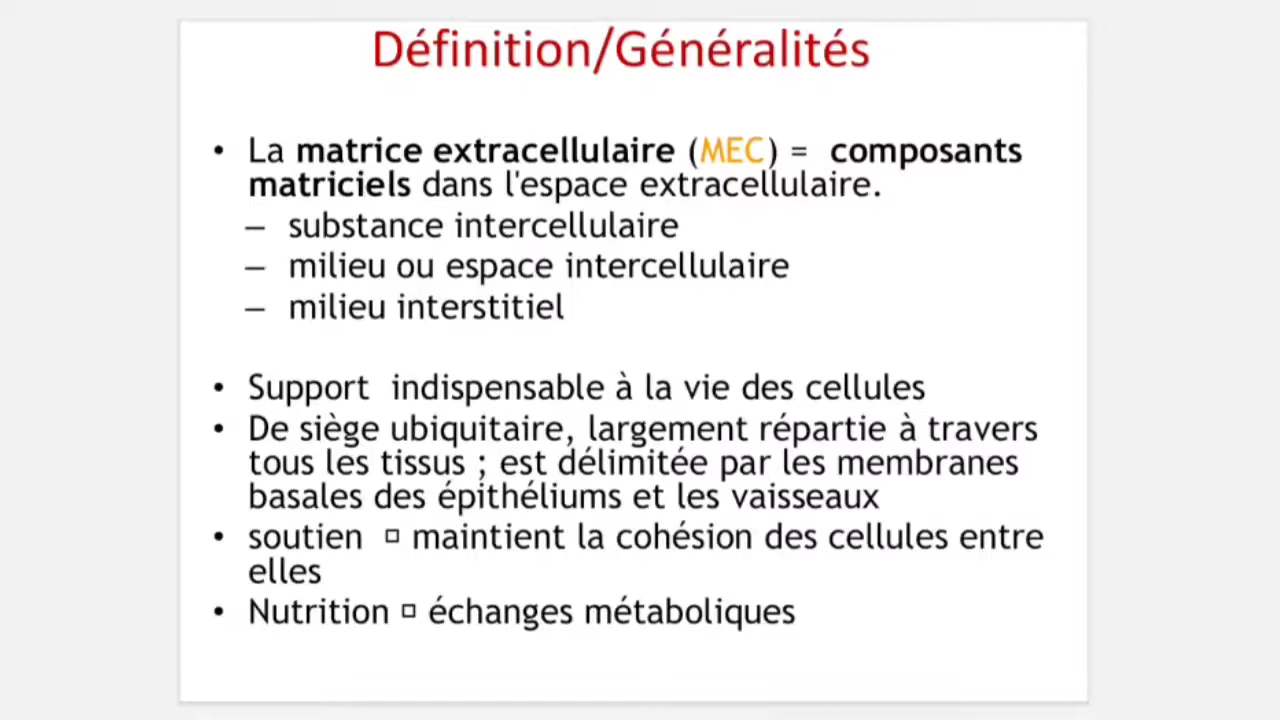 Définition/Généralités
• La matrice extracellulaire (MEC) = composants
matriciels dans l'espace extracellulaire.
– substance intercellulaire
– milieu ou espace intercellulaire
– milieu interstitiel
• Support indispensable à la vie des cellules
• De siège ubiquitaire, largement répartie à travers
tous les tissus ; est délimitée par les membranes
basales des épithéliums et les vaisseaux
• soutien □ maintient la cohésion des cellules entre
elles
• Nutrition □ échanges métaboliques